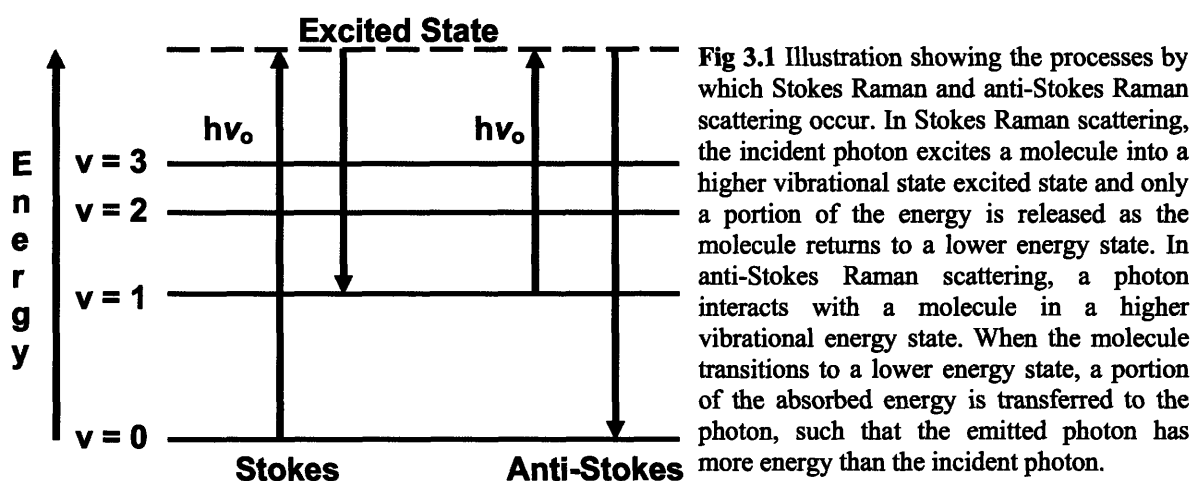 Excited State
hνₒ
hνₒ
Energy
v = 3
v = 2
v = 1
v = 0
Stokes
Anti-Stokes
Fig 3.1 Illustration showing the processes by
which Stokes Raman and anti-Stokes Raman
scattering occur. In Stokes Raman scattering,
the incident photon excites a molecule into a
higher vibrational state excited state and only
a portion of the energy is released as the
molecule returns to a lower energy state. In
anti-Stokes Raman scattering, a photon
interacts with a molecule in a higher
vibrational energy state. When the molecule
transitions to a lower energy state, a portion
of the absorbed energy is transferred to the
photon, such that the emitted photon has
more energy than the incident photon.